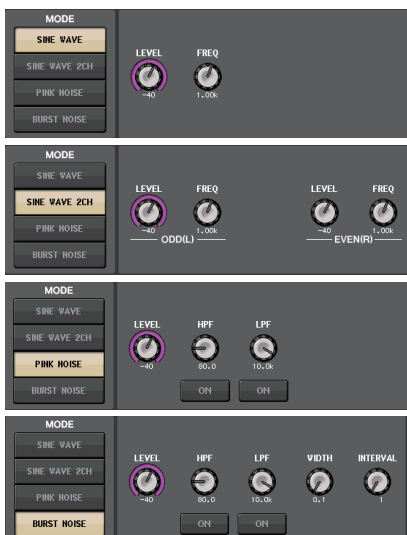 MODE
SINE WAVE
SINE WAVE 2CH
PINK NOISE
BURST NOISE
LEVEL FREQ
-40 1.00k
MODE
SINE WAVE
SINE WAVE 2CH
PINK NOISE
BURST NOISE
LEVEL FREQ LEVEL FREQ
-40 1.00k -40 1.00k
ODD(L) EVEN(R)
MODE
SINE WAVE
SINE WAVE 2CH
PINK NOISE
BURST NOISE
LEVEL HPF LPF
-40 80.0 10.0k
ON ON
MODE
SINE WAVE
SINE WAVE 2CH
PINK NOISE
BURST NOISE
LEVEL HPF LPF WIDTH INTERVAL
-40 80.0 10.0k 0.1 1
ON ON